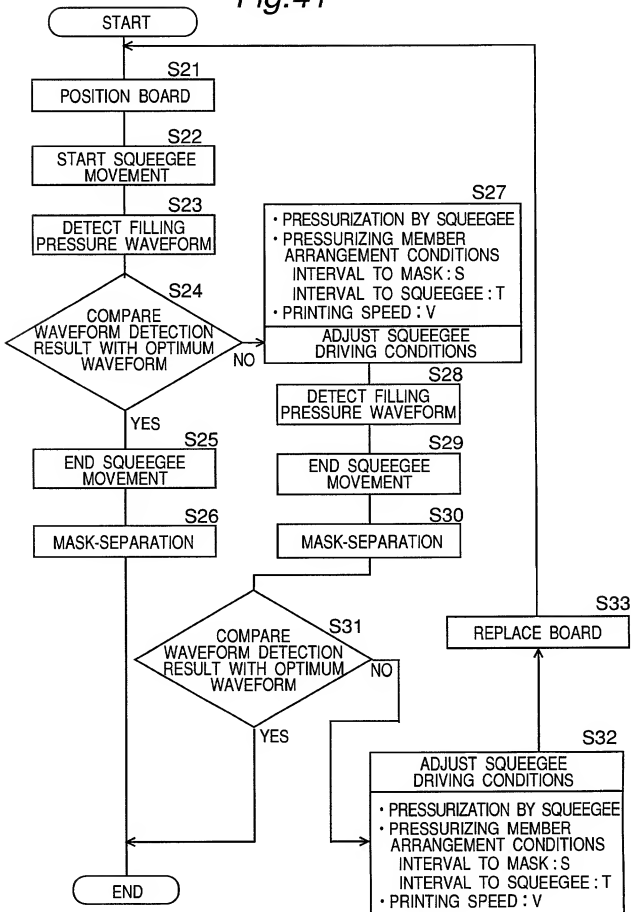 Fig.41
START
S21
POSITION BOARD
S22
START SQUEEGEE
MOVEMENT
S23
DETECT FILLING
PRESSURE WAVEFORM
S24
COMPARE
WAVEFORM DETECTION
RESULT WITH OPTIMUM
WAVEFORM
NO
YES
S25
END SQUEEGEE
MOVEMENT
S26
MASK-SEPARATION
S27
・PRESSURIZATION BY SQUEEGEE
・PRESSURIZING MEMBER
ARRANGEMENT CONDITIONS
INTERVAL TO MASK : S
INTERVAL TO SQUEEGEE : T
・PRINTING SPEED : V
ADJUST SQUEEGEE
DRIVING CONDITIONS
S28
DETECT FILLING
PRESSURE WAVEFORM
S29
END SQUEEGEE
MOVEMENT
S30
MASK-SEPARATION
S31
COMPARE
WAVEFORM DETECTION
RESULT WITH OPTIMUM
WAVEFORM
NO
YES
S33
REPLACE BOARD
S32
ADJUST SQUEEGEE
DRIVING CONDITIONS
・PRESSURIZATION BY SQUEEGEE
・PRESSURIZING MEMBER
ARRANGEMENT CONDITIONS
INTERVAL TO MASK : S
INTERVAL TO SQUEEGEE : T
・PRINTING SPEED : V
END